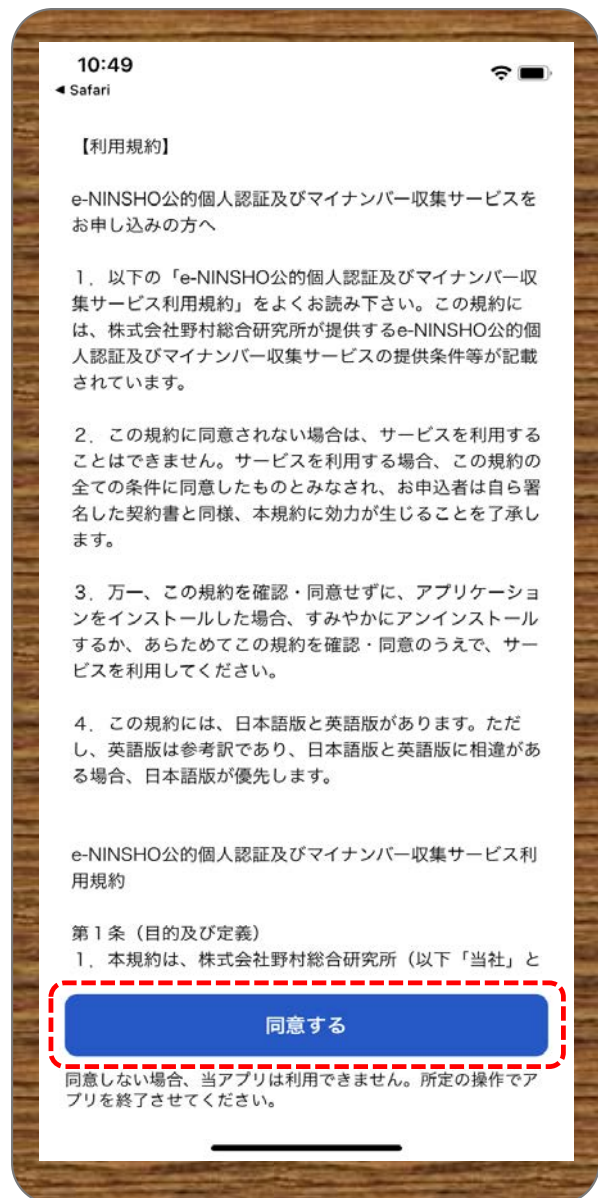 10:49
◀ Safari
【利用規約】
e-NINSHO公的個人認証及びマイナンバー収集サービスを
お申し込みの方へ
1．以下の「e-NINSHO公的個人認証及びマイナンバー収
集サービス利用規約」をよくお読み下さい。この規約に
は、株式会社野村総合研究所が提供するe-NINSHO公的個
人認証及びマイナンバー収集サービスの提供条件等が記載
されています。
2．この規約に同意されない場合は、サービスを利用する
ことはできません。サービスを利用する場合、この規約の
全ての条件に同意したものとみなされ、お申込者は自ら署
名した契約書と同様、本規約に効力が生じることを了承し
ます。
3．万一、この規約を確認・同意せずに、アプリケーショ
ンをインストールした場合、すみやかにアンインストール
するか、あらためてこの規約を確認・同意のうえで、サー
ビスを利用してください。
4．この規約には、日本語版と英語版があります。ただ
し、英語版は参考訳であり、日本語版と英語版に相違があ
る場合、日本語版が優先します。
e-NINSHO公的個人認証及びマイナンバー収集サービス利
用規約
第1条（目的及び定義）
1．本規約は、株式会社野村総合研究所（以下「当社」と
同意する
同意しない場合、当アプリは利用できません。所定の操作でア
プリを終了させてください。